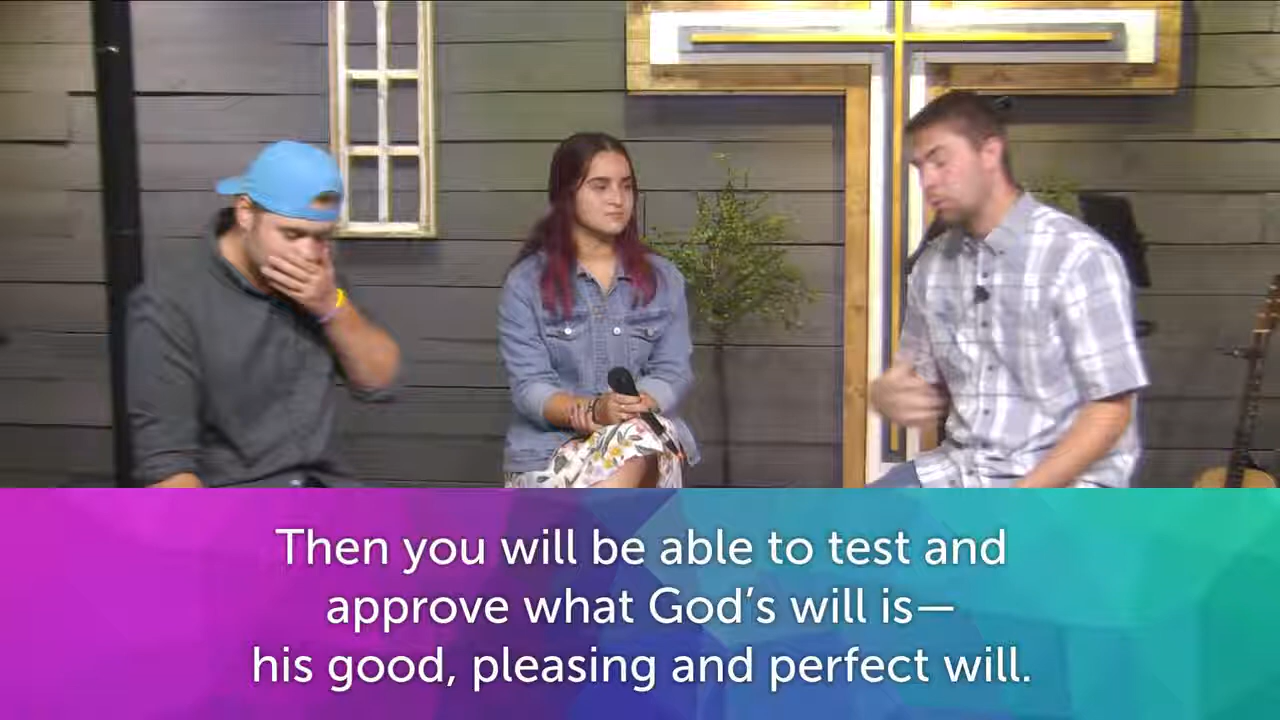 Then you will be able to test and
approve what God’s will is—
his good, pleasing and perfect will.